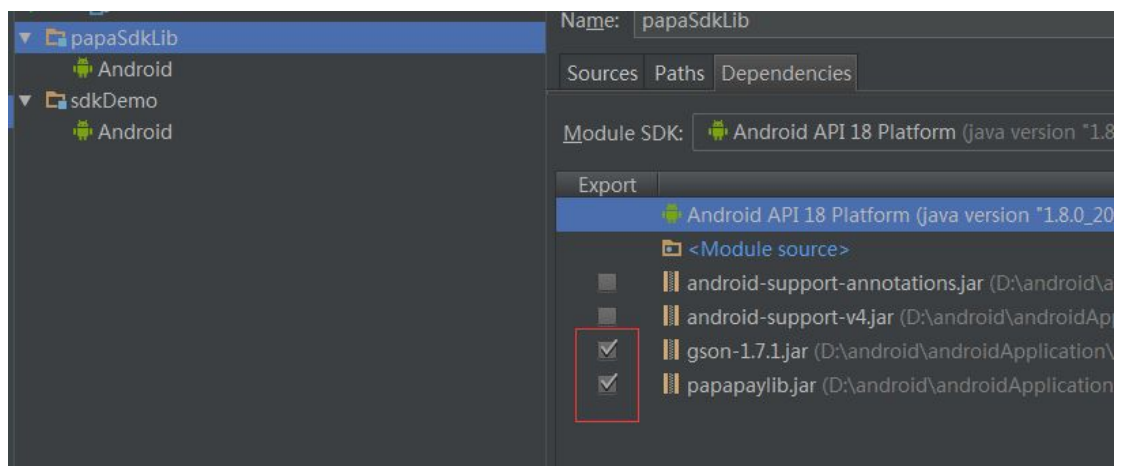 papaSdkLib
Android
sdkDemo
Android
Name: papaSdkLib
Sources Paths Dependencies
Module SDK: Android API 18 Platform (java version "1.8
Export
Android API 18 Platform (java version "1.8.0_20
<Module source>
android-support-annotations.jar (D:\android\a
android-support-v4.jar (D:\android\androidAp
gson-1.7.1.jar (D:\android\androidApplication\
papapaylib.jar (D:\android\androidApplication